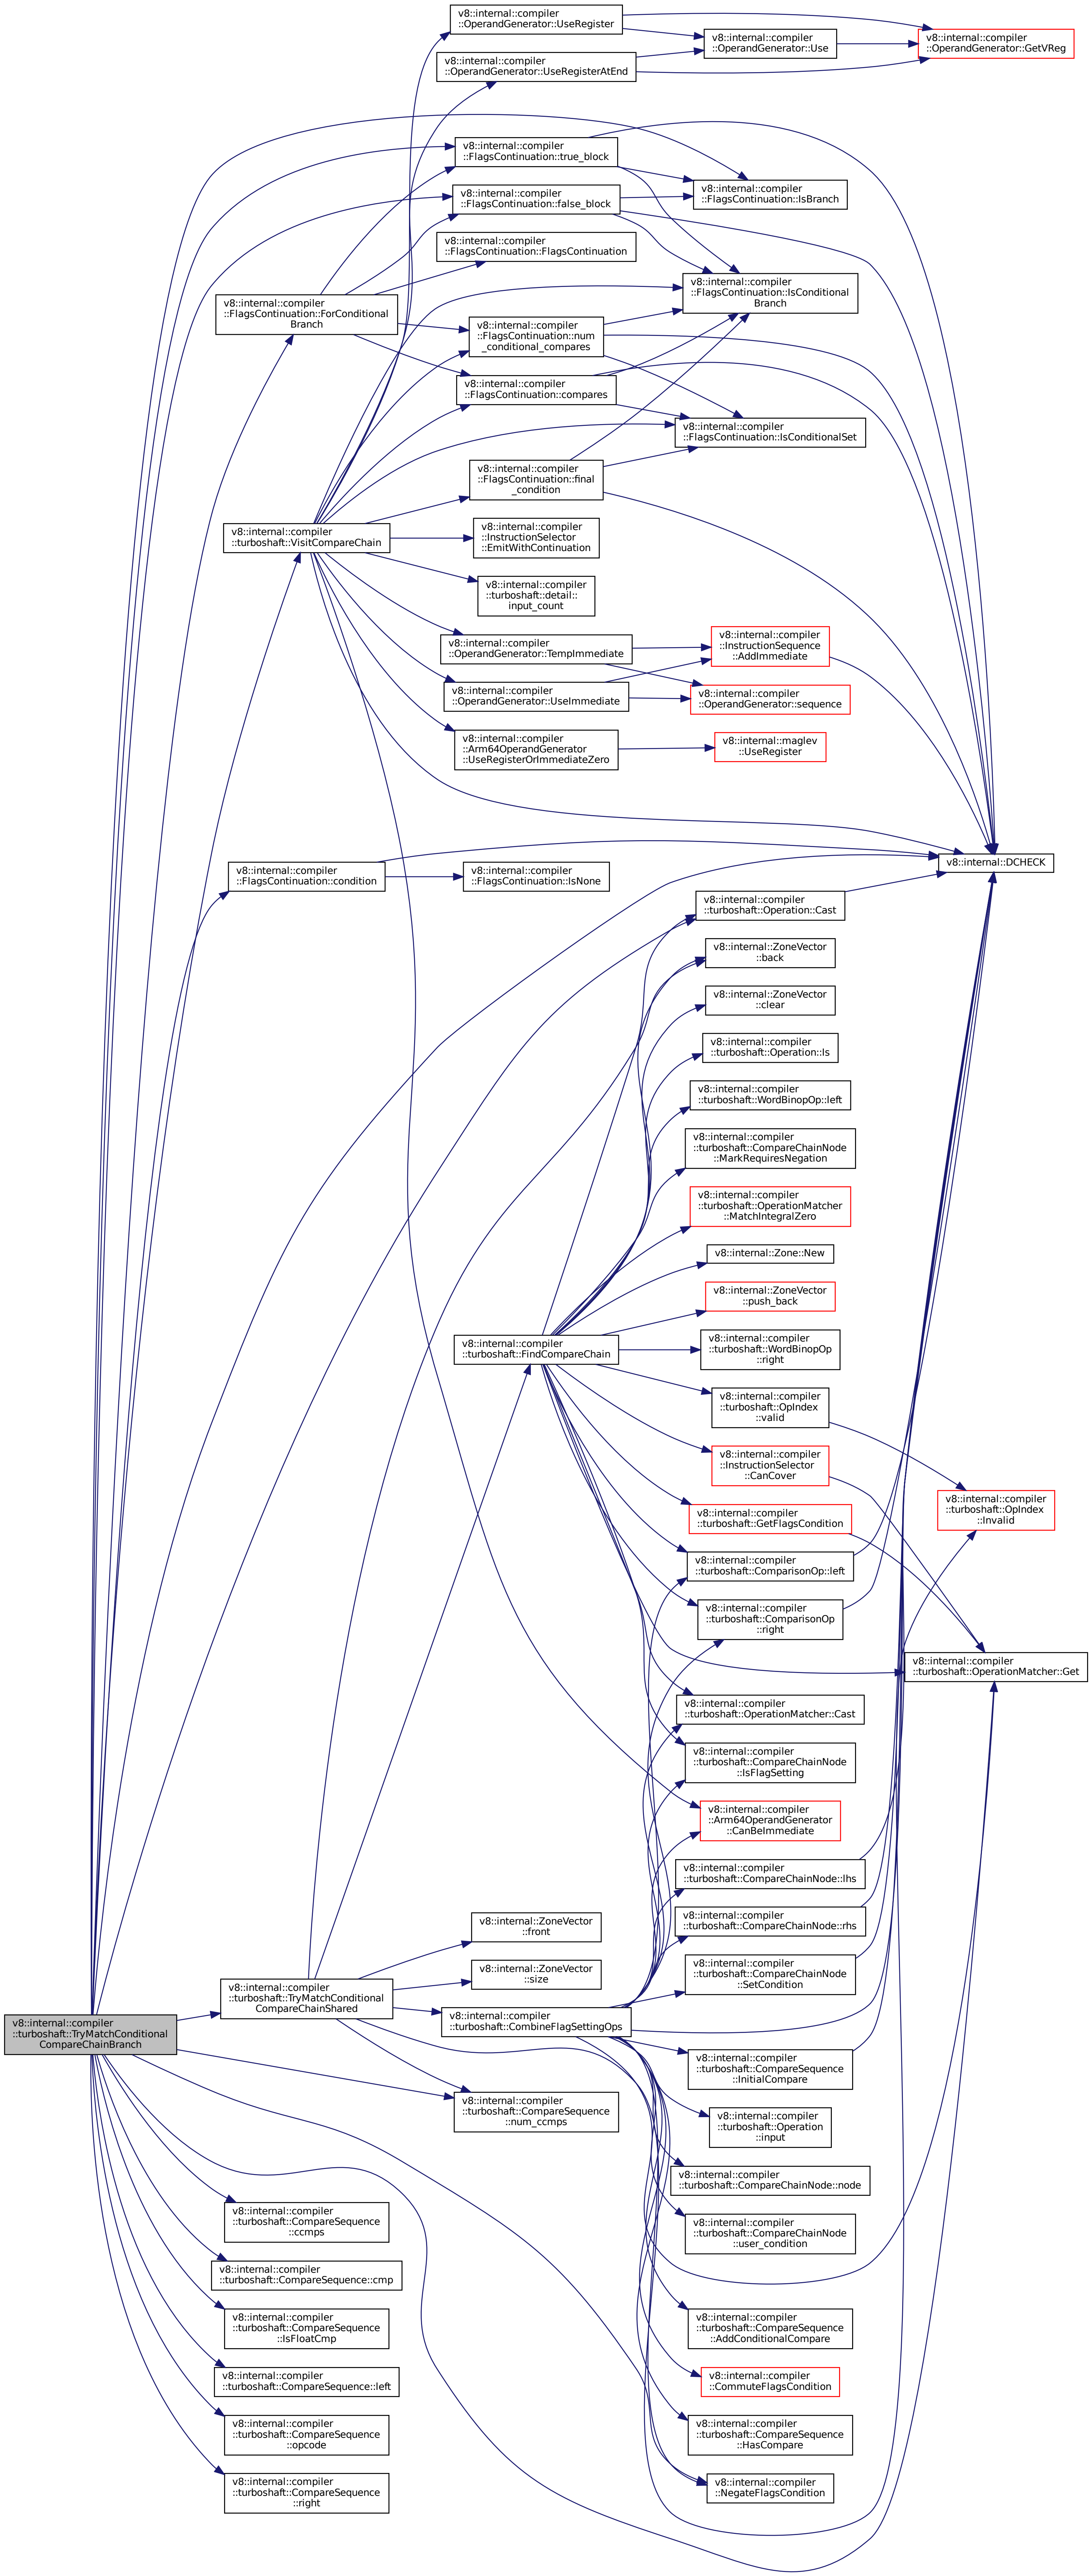 v8::internal::compiler
::OperandGenerator::UseRegister
v8::internal::compiler
::OperandGenerator::Use
v8::internal::compiler
::OperandGenerator::GetVReg
v8::internal::compiler
::OperandGenerator::UseRegisterAtEnd
v8::internal::compiler
::FlagsContinuation::true_block
v8::internal::compiler
::FlagsContinuation::IsBranch
v8::internal::compiler
::FlagsContinuation::false_block
v8::internal::compiler
::FlagsContinuation::FlagsContinuation
v8::internal::compiler
::FlagsContinuation::IsConditional
Branch
v8::internal::compiler
::FlagsContinuation::ForConditional
Branch
v8::internal::compiler
::FlagsContinuation::num
_conditional_compares
v8::internal::compiler
::FlagsContinuation::compares
v8::internal::compiler
::FlagsContinuation::IsConditionalSet
v8::internal::compiler
::FlagsContinuation::final
_condition
v8::internal::compiler
::turboshaft::VisitCompareChain
v8::internal::compiler
::InstructionSelector
::EmitWithContinuation
v8::internal::compiler
::turboshaft::detail::
input_count
v8::internal::compiler
::OperandGenerator::TempImmediate
v8::internal::compiler
::InstructionSequence
::AddImmediate
v8::internal::compiler
::OperandGenerator::UseImmediate
v8::internal::compiler
::OperandGenerator::sequence
v8::internal::compiler
::Arm64OperandGenerator
::UseRegisterOrImmediateZero
v8::internal::maglev
::UseRegister
v8::internal::DCHECK
v8::internal::compiler
::FlagsContinuation::condition
v8::internal::compiler
::FlagsContinuation::IsNone
v8::internal::compiler
::turboshaft::Operation::Cast
v8::internal::ZoneVector
::back
v8::internal::ZoneVector
::clear
v8::internal::compiler
::turboshaft::Operation::Is
v8::internal::compiler
::turboshaft::WordBinopOp::left
v8::internal::compiler
::turboshaft::CompareChainNode
::MarkRequiresNegation
v8::internal::compiler
::turboshaft::OperationMatcher
::MatchIntegralZero
v8::internal::Zone::New
v8::internal::ZoneVector
::push_back
v8::internal::compiler
::turboshaft::FindCompareChain
v8::internal::compiler
::turboshaft::WordBinopOp
::right
v8::internal::compiler
::turboshaft::OpIndex
::valid
v8::internal::compiler
::InstructionSelector
::CanCover
v8::internal::compiler
::turboshaft::OpIndex
::Invalid
v8::internal::compiler
::turboshaft::GetFlagsCondition
v8::internal::compiler
::turboshaft::ComparisonOp::left
v8::internal::compiler
::turboshaft::ComparisonOp
::right
v8::internal::compiler
::turboshaft::OperationMatcher::Get
v8::internal::compiler
::turboshaft::OperationMatcher::Cast
v8::internal::compiler
::turboshaft::CompareChainNode
::IsFlagSetting
v8::internal::compiler
::Arm64OperandGenerator
::CanBeImmediate
v8::internal::compiler
::turboshaft::CompareChainNode::lhs
v8::internal::compiler
::turboshaft::CompareChainNode::rhs
v8::internal::ZoneVector
::front
v8::internal::ZoneVector
::size
v8::internal::compiler
::turboshaft::CompareChainNode
::SetCondition
v8::internal::compiler
::turboshaft::TryMatchConditional
CompareChainShared
v8::internal::compiler
::turboshaft::CombineFlagSettingOps
v8::internal::compiler
::turboshaft::TryMatchConditional
CompareChainBranch
v8::internal::compiler
::turboshaft::CompareSequence
::InitialCompare
v8::internal::compiler
::turboshaft::CompareSequence
::num_ccmps
v8::internal::compiler
::turboshaft::Operation
::input
v8::internal::compiler
::turboshaft::CompareChainNode::node
v8::internal::compiler
::turboshaft::CompareSequence
::ccmps
v8::internal::compiler
::turboshaft::CompareChainNode
::user_condition
v8::internal::compiler
::turboshaft::CompareSequence::cmp
v8::internal::compiler
::turboshaft::CompareSequence
::IsFloatCmp
v8::internal::compiler
::turboshaft::CompareSequence
::AddConditionalCompare
v8::internal::compiler
::turboshaft::CompareSequence::left
v8::internal::compiler
::CommuteFlagsCondition
v8::internal::compiler
::turboshaft::CompareSequence
::opcode
v8::internal::compiler
::turboshaft::CompareSequence
::HasCompare
v8::internal::compiler
::turboshaft::CompareSequence
::right
v8::internal::compiler
::NegateFlagsCondition